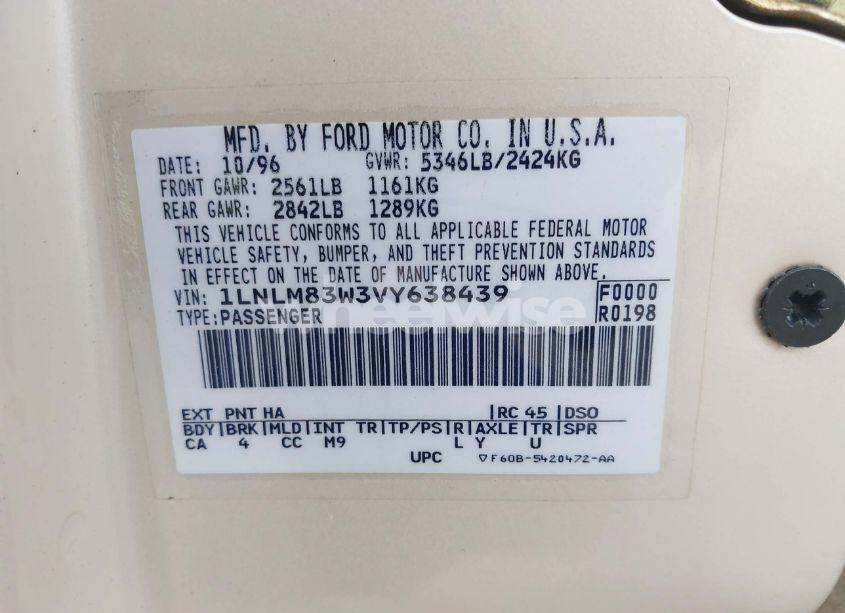 MFD. BY FORD MOTOR CO. IN U.S.A.
DATE: 10/96 GVWR: 5346LB/2424KG
FRONT GAWR: 2561LB 1161KG
REAR GAWR: 2842LB 1289KG
THIS VEHICLE CONFORMS TO ALL APPLICABLE FEDERAL MOTOR
VEHICLE SAFETY, BUMPER, AND THEFT PREVENTION STANDARDS
IN EFFECT ON THE DATE OF MANUFACTURE SHOWN ABOVE.
VIN: 1LNLM83W3VY638439 F0000
TYPE: PASSENGER R0198
EXT PNT HA RC 45 DSO
BDY BRK MLD INT TR TP/PS R AXLE TR SPR
CA 4 CC M9 L Y U
UPC ▽F60B-5420472-AA